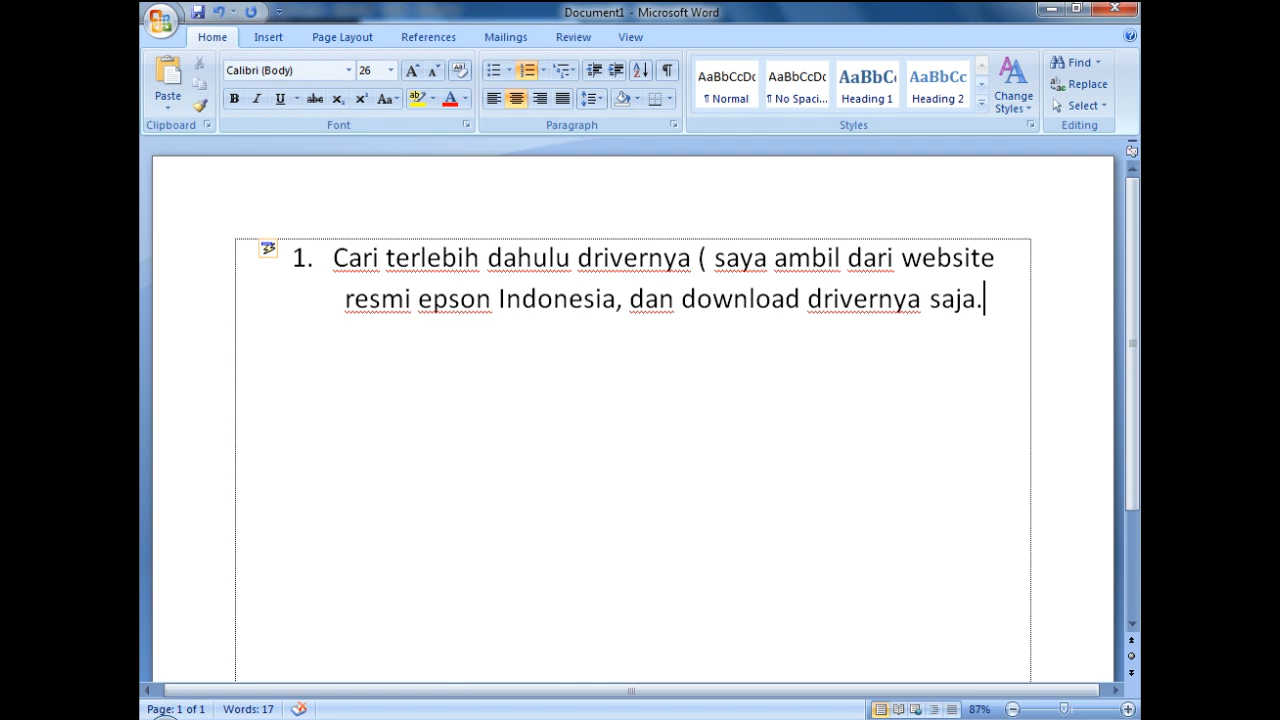 Document1 - Microsoft Word
Home Insert Page Layout References Mailings Review View
Calibri (Body) 26
AaBbCcDc AaBbCcDc AaBbC AaBbCc
Paste
¶ Normal ¶ No Spaci... Heading 1 Heading 2
Change Styles
Find
Replace
Select
Clipboard Font Paragraph Styles Editing
1. Cari terlebih dahulu drivernya ( saya ambil dari website
resmi epson Indonesia, dan download drivernya saja.
Page: 1 of 1 Words: 17 87%